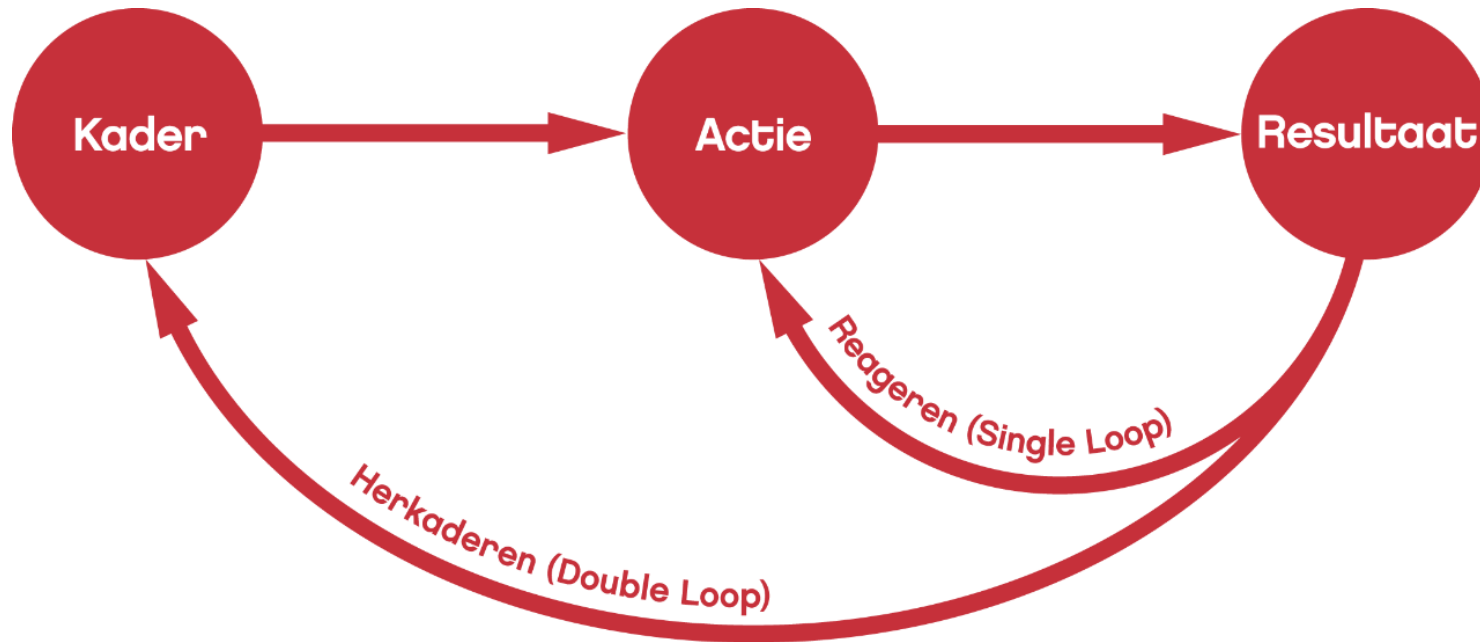 Kader
Actie
Resultaat
Reageren (Single Loop)
Herkaderen (Double Loop)